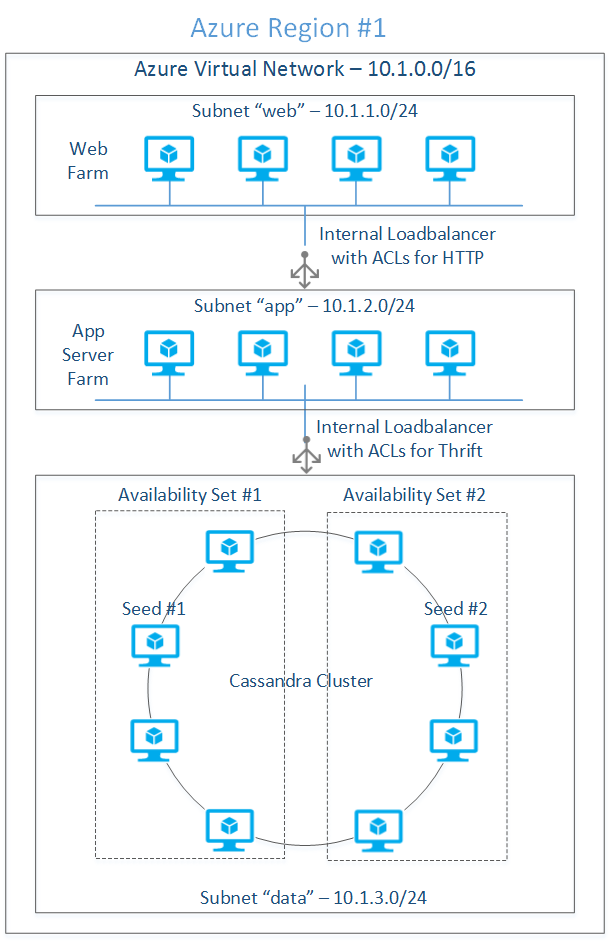 Azure Region #1
Azure Virtual Network – 10.1.0.0/16
Subnet “web” – 10.1.1.0/24
Web
Farm
Internal Loadbalancer
with ACLs for HTTP
Subnet “app” – 10.1.2.0/24
App
Server
Farm
Internal Loadbalancer
with ACLs for Thrift
Availability Set #1
Availability Set #2
Seed #1
Seed #2
Cassandra Cluster
Subnet “data” – 10.1.3.0/24